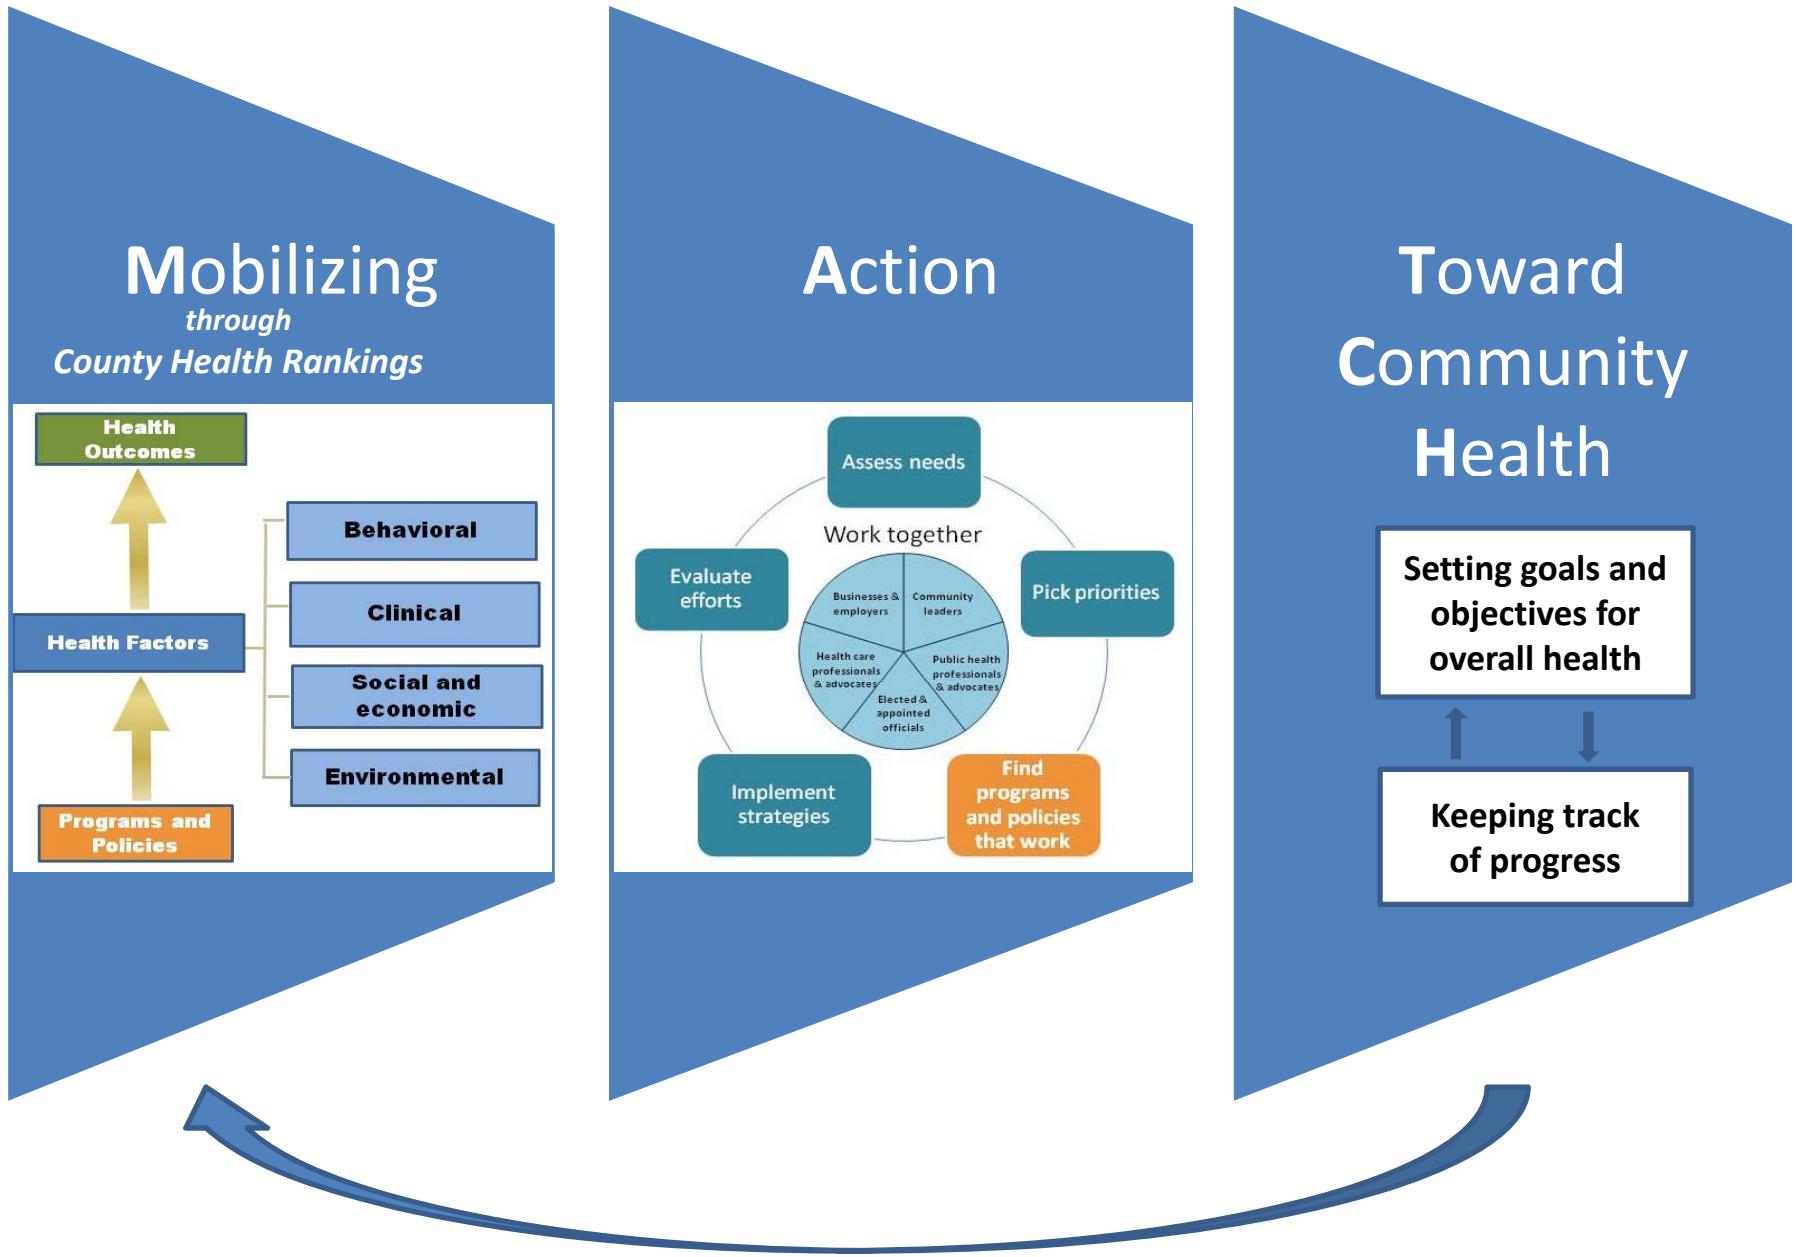 Mobilizing
through
County Health Rankings
Health
Outcomes
Behavioral
Clinical
Health Factors
Social and
economic
Environmental
Programs and
Policies
Action
Assess needs
Work together
Evaluate
efforts
Pick priorities
Businesses &
employers
Community
leaders
Health care
professionals
& advocates
Public health
professionals
& advocates
Elected &
appointed
officials
Implement
strategies
Find
programs
and policies
that work
Toward
Community
Health
Setting goals and
objectives for
overall health
Keeping track
of progress